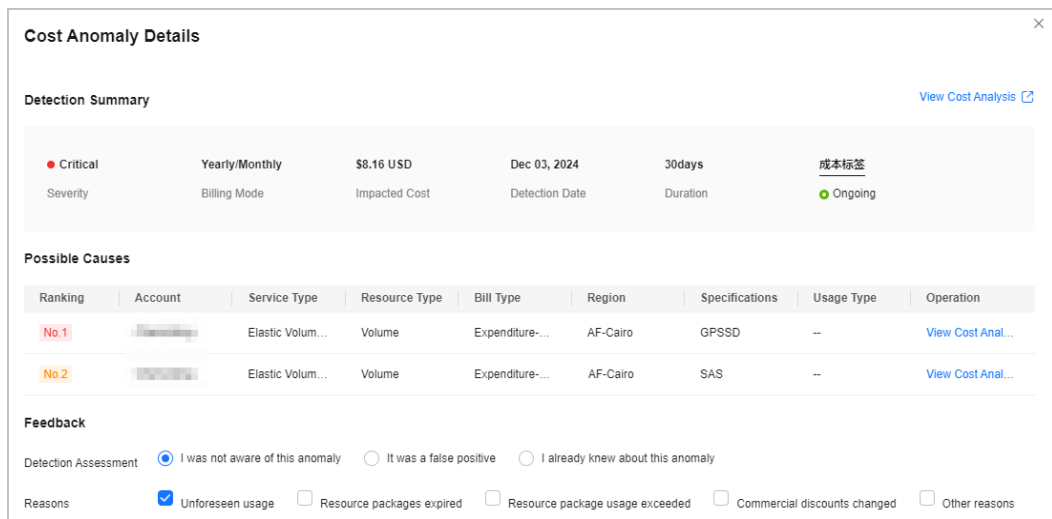 Cost Anomaly Details
Detection Summary
View Cost Analysis
Critical Yearly/Monthly $8.16 USD Dec 03, 2024 30days 成本标签
Severity Billing Mode Impacted Cost Detection Date Duration Ongoing
Possible Causes
Ranking Account Service Type Resource Type Bill Type Region Specifications Usage Type Operation
No.1 Elastic Volum... Volume Expenditure-... AF-Cairo GPSSD -- View Cost Anal...
No.2 Elastic Volum... Volume Expenditure-... AF-Cairo SAS -- View Cost Anal...
Feedback
Detection Assessment I was not aware of this anomaly It was a false positive I already knew about this anomaly
Reasons Unforeseen usage Resource packages expired Resource package usage exceeded Commercial discounts changed Other reasons